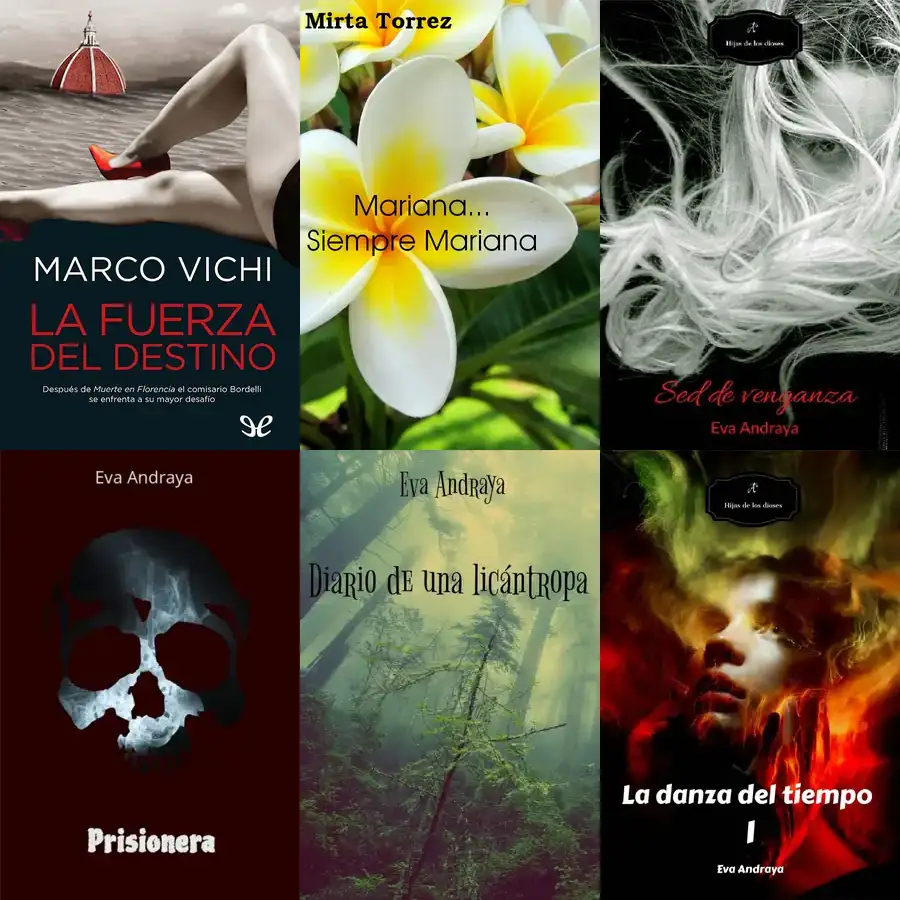 MARCO VICHI
LA FUERZA
DEL DESTINO
Después de Muerte en Florencia el comisario Bordelli
se enfrenta a su mayor desafío
Mirta Torrez
Mariana...
Siempre Mariana
Hijas de los dioses
Sed de venganza
Eva Andraya
Eva Andraya
Prisionera
Eva Andraya
Diario de una licántropa
Hijas de los dioses
La danza del tiempo
I
Eva Andraya